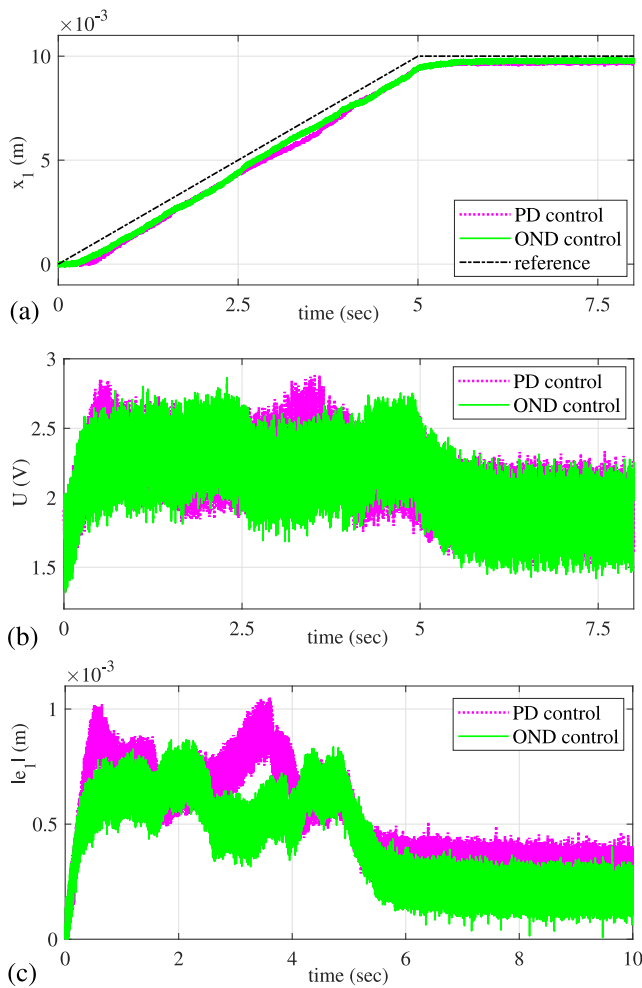 ×10⁻³
10
5
0
x₁ (m)
PD control
OND control
reference
0
2.5
5
7.5
time (sec)
(a)
3
2.5
2
1.5
U (V)
PD control
OND control
0
2.5
5
7.5
time (sec)
(b)
×10⁻³
1
0.5
0
|e₁| (m)
PD control
OND control
0
2
4
6
8
10
time (sec)
(c)